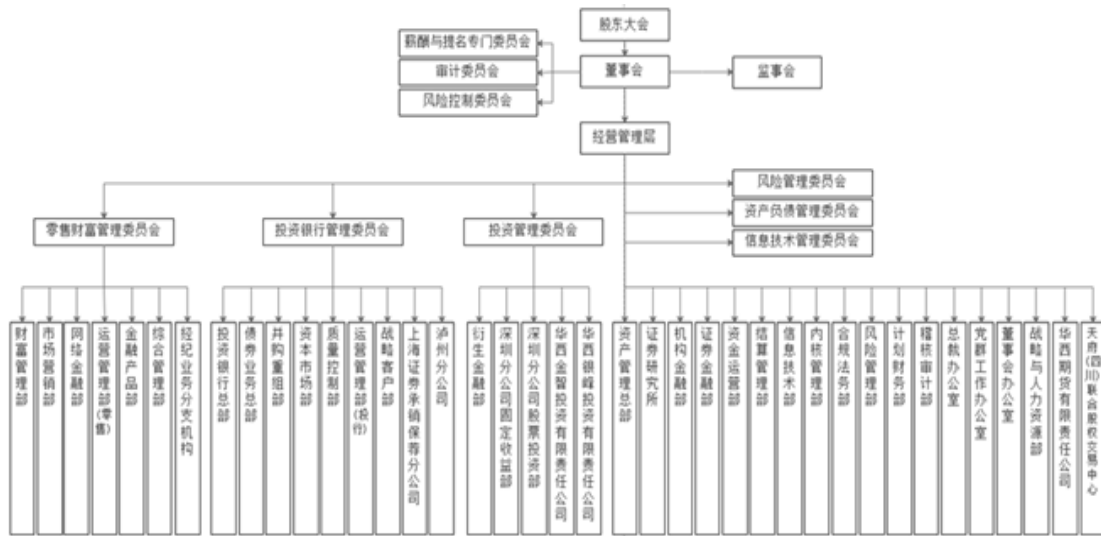 股东大会
薪酬与提名专门委员会
审计委员会
董事会
监事会
风险控制委员会
经营管理层
风险管理委员会
资产负债管理委员会
信息技术管理委员会
零售财富管理委员会
投资银行管理委员会
投资管理委员会
财富管理部
市场营销部
网络金融部
运营管理部(零售)
金融产品部
综合管理部
经纪业务分支机构
投资银行总部
债券业务总部
并购重组部
资本市场部
质量控制部
运营管理部(投行)
战略客户部
上海证券承销保荐分公司
泸州分公司
衍生金融部
深圳分公司固定收益部
深圳分公司股票投资部
华西金智投资有限责任公司
华西银峰投资有限责任公司
资产管理总部
证券研究所
机构金融部
证券金融部
资金运营部
结算管理部
信息技术部
内核管理部
合规法务部
风险管理部
计划财务部
稽核审计部
总裁办公室
党群工作办公室
董事会办公室
战略与人力资源部
华西期货有限责任公司
天府(四川)联合股权交易中心